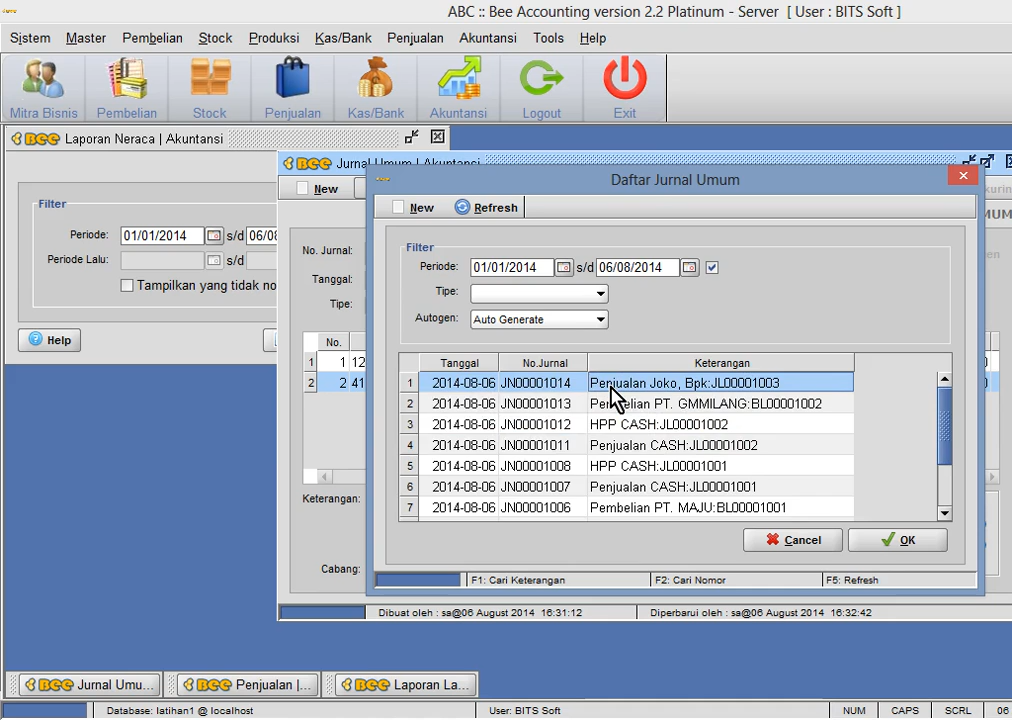 ABC :: Bee Accounting version 2.2 Platinum - Server [ User : BITS Soft ]
Sistem Master Pembelian Stock Produksi Kas/Bank Penjualan Akuntansi Tools Help
Mitra Bisnis Pembelian Stock Penjualan Kas/Bank Akuntansi Logout Exit
Bee Laporan Neraca | Akuntansi
Bee Jurnal Umum | Akuntansi
Filter
Periode: 01/01/2014 s/d 06/08
Periode Lalu: s/d
Tampilkan yang tidak no
Help
New
No. Jurnal:
Tanggal:
Tipe:
No.
1 1 12
2 2 41
Keterangan:
Cabang:
Daftar Jurnal Umum
New Refresh
Filter
Periode: 01/01/2014 s/d 06/08/2014
Tipe:
Autogen: Auto Generate
Tanggal No.Jurnal Keterangan
1 2014-08-06 JN00001014 Penjualan Joko, Bpk:JL00001003
2 2014-08-06 JN00001013 Pembelian PT. GMMILANG:BL00001002
3 2014-08-06 JN00001012 HPP CASH:JL00001002
4 2014-08-06 JN00001011 Penjualan CASH:JL00001002
5 2014-08-06 JN00001008 HPP CASH:JL00001001
6 2014-08-06 JN00001007 Penjualan CASH:JL00001001
7 2014-08-06 JN00001006 Pembelian PT. MAJU:BL00001001
Cancel OK
F1: Cari Keterangan F2: Cari Nomor F5: Refresh
Dibuat oleh : sa@06 August 2014 16:31:12 Diperbarui oleh : sa@06 August 2014 16:32:42
Bee Jurnal Umu... Bee Penjualan |... Bee Laporan La...
Database: latihan1 @ localhost User: BITS Soft NUM CAPS SCRL 06